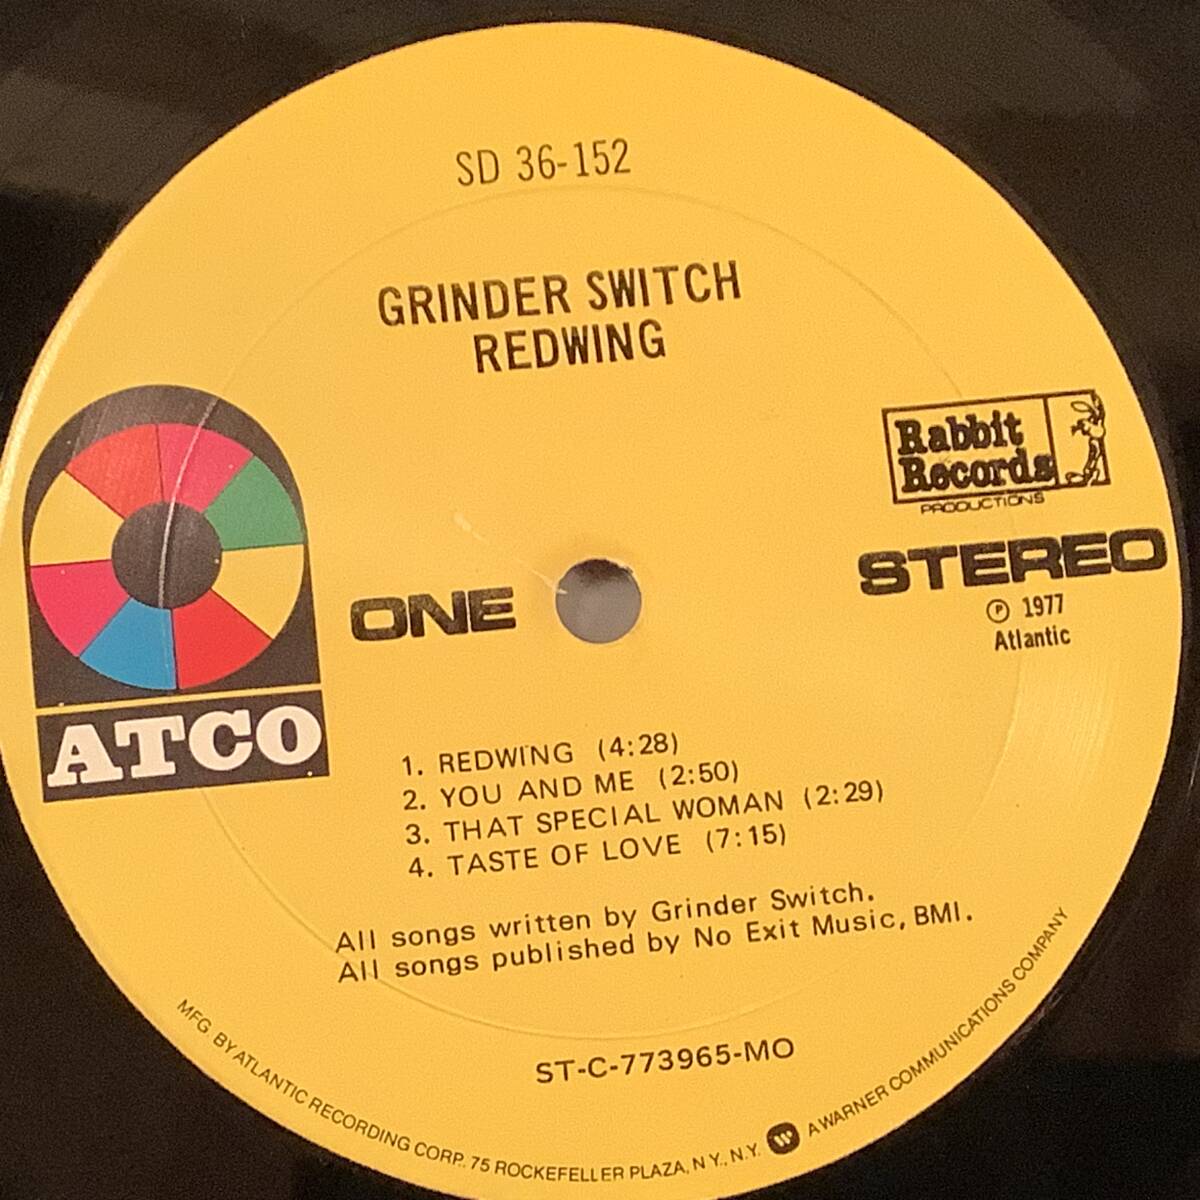 SD 36-152
GRINDER SWITCH
REDWING
Rabbit
Records
PRODUCTIONS
STEREO
Ⓟ 1977
Atlantic
ONE
ATCO
1. REDWING (4:28)
2. YOU AND ME (2:50)
3. THAT SPECIAL WOMAN (2:29)
4. TASTE OF LOVE (7:15)
All songs written by Grinder Switch.
All songs published by No Exit Music, BMI.
ST-C-773965-MO
MFG. BY ATLANTIC RECORDING CORP., 75 ROCKEFELLER PLAZA, N.Y., N.Y. W A WARNER COMMUNICATIONS COMPANY